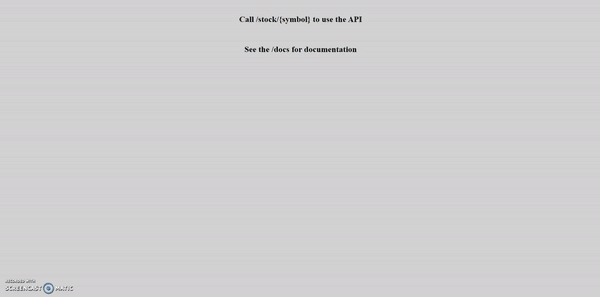 Call /stock/{symbol} to use the API
See the /docs for documentation
RECORDED WITH
SCREENCAST MATIC